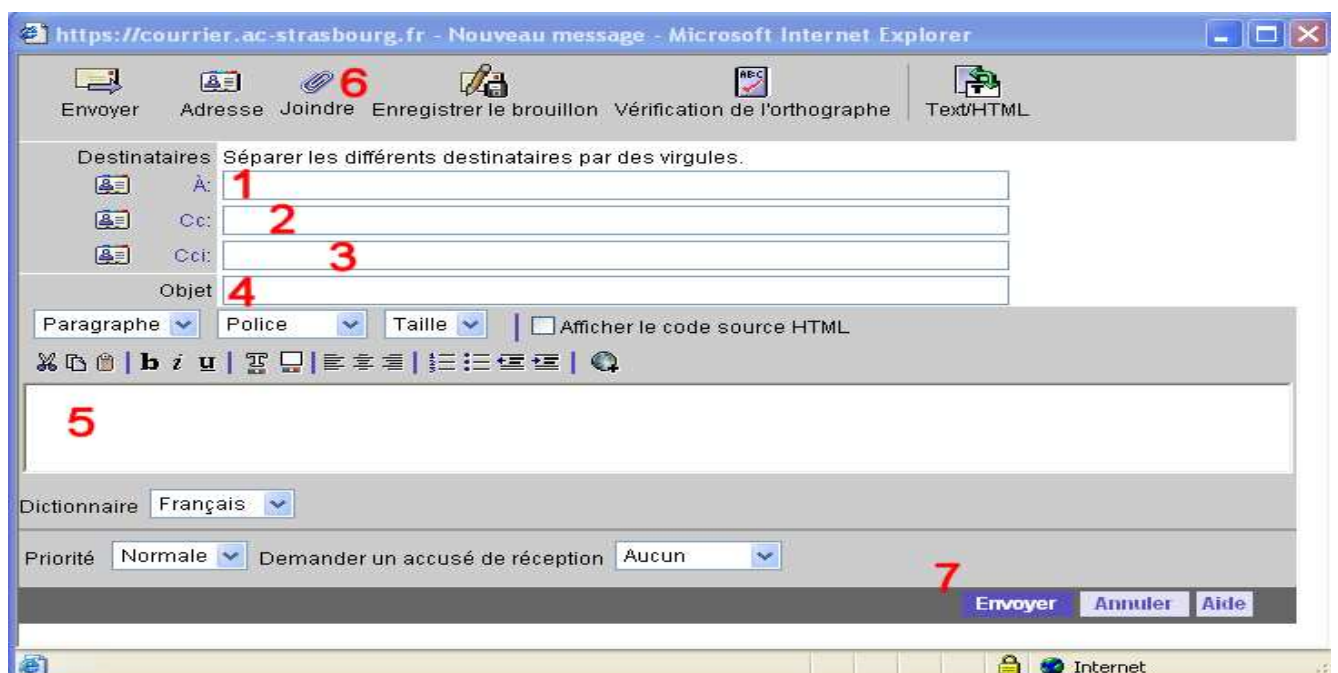 https://courrier.ac-strasbourg.fr - Nouveau message - Microsoft Internet Explorer
6
Envoyer Adresse Joindre Enregistrer le brouillon Vérification de l'orthographe Text/HTML
Destinataires Séparer les différents destinataires par des virgules.
À: 1
Cc: 2
Cci: 3
Objet 4
Paragraphe Police Taille Afficher le code source HTML
b i u
5
Dictionnaire Français
Priorité Normale Demander un accusé de réception Aucun
7
Envoyer Annuler Aide
Internet